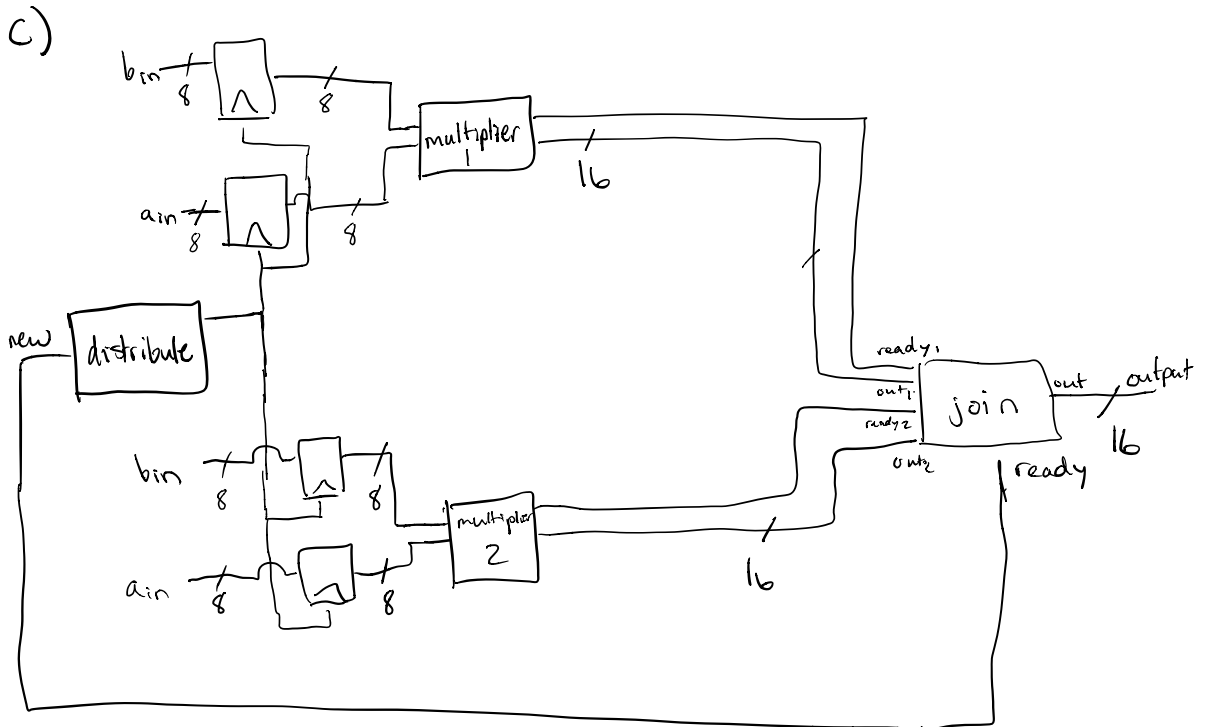 c)
bin
8
8
multiplier
1
16
ain
8
8
new
distribute
ready1
out1
ready2
out2
join
out
output
16
ready
bin
8
8
multiplier
2
16
ain
8
8